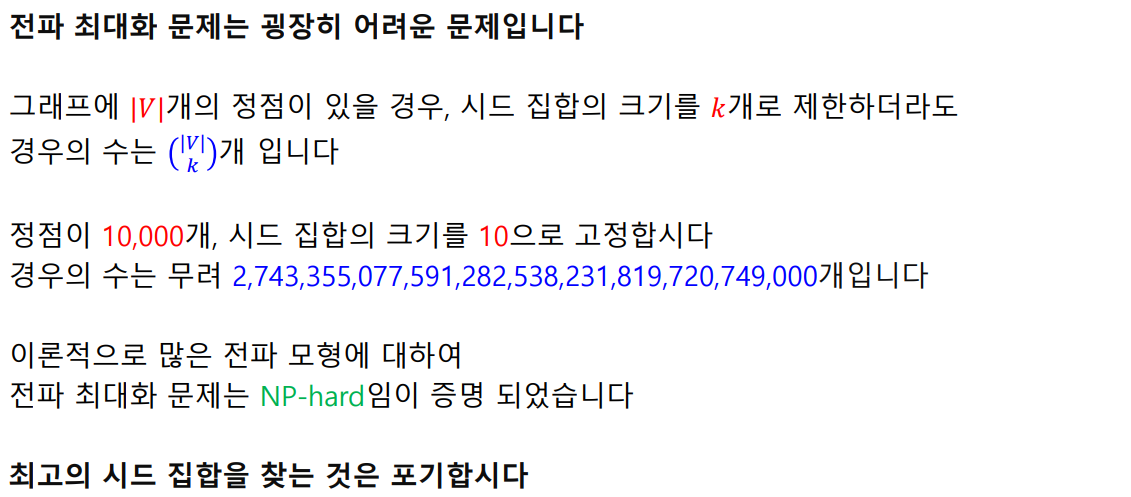 전파 최대화 문제는 굉장히 어려운 문제입니다
그래프에 |V|개의 정점이 있을 경우, 시드 집합의 크기를 k개로 제한하더라도
경우의 수는 (|V| k)개 입니다
정점이 10,000개, 시드 집합의 크기를 10으로 고정합시다
경우의 수는 무려 2,743,355,077,591,282,538,231,819,720,749,000개입니다
이론적으로 많은 전파 모형에 대하여
전파 최대화 문제는 NP-hard임이 증명 되었습니다
최고의 시드 집합을 찾는 것은 포기합시다